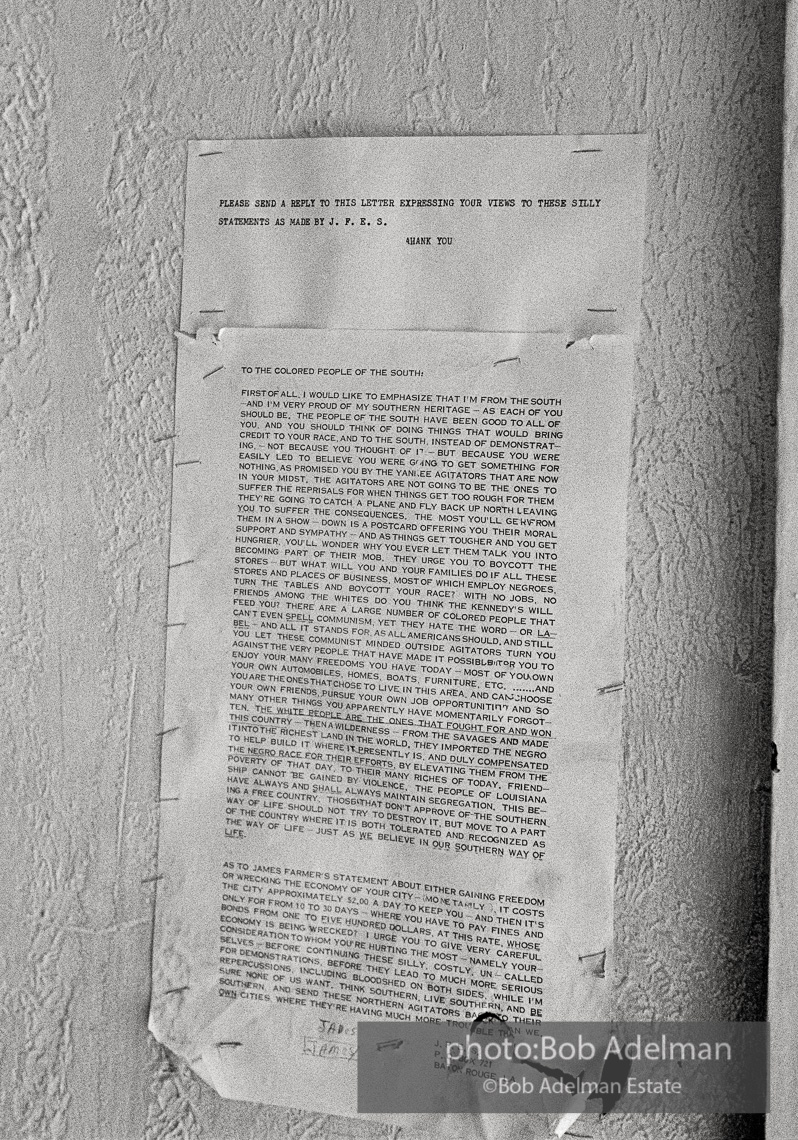 PLEASE SEND A REPLY TO THIS LETTER EXPRESSING YOUR VIEWS TO THESE SILLY
STATEMENTS AS MADE BY J. F. E. S.
HANK YOU
TO THE COLORED PEOPLE OF THE SOUTH:
FIRST OF ALL, I WOULD LIKE TO EMPHASIZE THAT I'M FROM THE SOUTH
—AND I'M VERY PROUD OF MY SOUTHERN HERITAGE — AS EACH OF YOU
SHOULD BE. THE PEOPLE OF THE SOUTH HAVE BEEN GOOD TO ALL OF
YOU, AND YOU SHOULD THINK OF DOING THINGS THAT WOULD BRING
CREDIT TO YOUR RACE, AND TO THE SOUTH, INSTEAD OF DEMONSTRAT—
ING, — NOT BECAUSE YOU THOUGHT OF IT — BUT BECAUSE YOU WERE
EASILY LED TO BELIEVE YOU WERE GOING TO GET SOMETHING FOR
NOTHING, AS PROMISED YOU BY THE YANKEE AGITATORS THAT ARE NOW
IN YOUR MIDST. THE AGITATORS ARE NOT GOING TO BE THE ONES TO
SUFFER THE REPRISALS FOR WHEN THINGS GET TOO ROUGH FOR THEM
THEY'RE GOING TO CATCH A PLANE AND FLY BACK UP NORTH LEAVING
YOU TO SUFFER THE CONSEQUENCES. THE MOST YOU'LL GET FROM
THEM IN A SHOW — DOWN IS A POSTCARD OFFERING YOU THEIR MORAL
SUPPORT AND SYMPATHY — AND AS THINGS GET TOUGHER AND YOU GET
HUNGRIER, YOU'LL WONDER WHY YOU EVER LET THEM TALK YOU INTO
BECOMING PART OF THEIR MOB. THEY URGE YOU TO BOYCOTT THE
STORES — BUT WHAT WILL YOU AND YOUR FAMILIES DO IF ALL THESE
STORES AND PLACES OF BUSINESS, MOST OF WHICH EMPLOY NEGROES,
TURN THE TABLES AND BOYCOTT YOUR RACE? WITH NO JOBS, NO
FRIENDS AMONG THE WHITES DO YOU THINK THE KENNEDY'S WILL
FEED YOU? THERE ARE A LARGE NUMBER OF COLORED PEOPLE THAT
CAN'T EVEN SPELL COMMUNISM, YET THEY HATE THE WORD — OR LA—
BEL — AND ALL IT STANDS FOR, AS ALL AMERICANS SHOULD, AND STILL
YOU LET THESE COMMUNIST MINDED OUTSIDE AGITATORS TURN YOU
AGAINST THE VERY PEOPLE THAT HAVE MADE IT POSSIBLE FOR YOU TO
ENJOY YOUR MANY FREEDOMS YOU HAVE TODAY — MOST OF YOU OWN
YOUR OWN AUTOMOBILES, HOMES, BOATS, FURNITURE, ETC. .......AND
YOU ARE THE ONES THAT CHOSE TO LIVE IN THIS AREA, AND CAN CHOOSE
YOUR OWN FRIENDS, PURSUE YOUR OWN JOB OPPORTUNITIES AND SO
MANY OTHER THINGS YOU APPARENTLY HAVE MOMENTARILY FORGOT—
TEN. THE WHITE PEOPLE ARE THE ONES THAT FOUGHT FOR AND WON
THIS COUNTRY — THEN A WILDERNESS — FROM THE SAVAGES AND MADE
IT INTO THE RICHEST LAND IN THE WORLD, THEY IMPORTED THE NEGRO
TO HELP BUILD IT WHERE IT PRESENTLY IS, AND DULY COMPENSATED
THE NEGRO RACE FOR THEIR EFFORTS, BY ELEVATING THEM FROM THE
POVERTY OF THAT DAY, TO THEIR MANY RICHES OF TODAY. FRIEND—
SHIP CANNOT BE GAINED BY VIOLENCE. THE PEOPLE OF LOUISIANA
HAVE ALWAYS AND SHALL ALWAYS MAINTAIN SEGREGATION. THIS BE—
ING A FREE COUNTRY, THOSE THAT DON'T APPROVE OF THE SOUTHERN
WAY OF LIFE SHOULD NOT TRY TO DESTROY IT, BUT MOVE TO A PART
OF THE COUNTRY WHERE IT IS BOTH TOLERATED AND RECOGNIZED AS
THE WAY OF LIFE — JUST AS WE BELIEVE IN OUR SOUTHERN WAY OF
LIFE.
AS TO JAMES FARMER'S STATEMENT ABOUT EITHER GAINING FREEDOM
OR WRECKING THE ECONOMY OF YOUR CITY — IT COSTS
THE CITY APPROXIMATELY $2.00 A DAY TO KEEP YOU — AND THEN IT'S
ONLY FOR FROM 10 TO 30 DAYS — WHERE YOU HAVE TO PAY FINES AND
BONDS FROM ONE TO FIVE HUNDRED DOLLARS, AT THIS RATE, WHOSE
ECONOMY IS BEING WRECKED? I URGE YOU TO GIVE VERY CAREFUL
CONSIDERATION TO WHOM YOU'RE HURTING THE MOST — NAMELY YOUR—
SELVES — BEFORE CONTINUING THESE SILLY, COSTLY, UN — CALLED
FOR DEMONSTRATIONS, BEFORE THEY LEAD TO MUCH MORE SERIOUS
REPERCUSSIONS, INCLUDING BLOODSHED ON BOTH SIDES, WHILE I'M
SURE NONE OF US WANT. THINK SOUTHERN, LIVE SOUTHERN, AND BE
SOUTHERN. AND SEND THESE NORTHERN AGITATORS BACK TO THEIR
OWN CITIES, WHERE THEY'RE HAVING MUCH MORE TROUBLE THAN WE.
photo:Bob Adelman
©Bob Adelman Estate